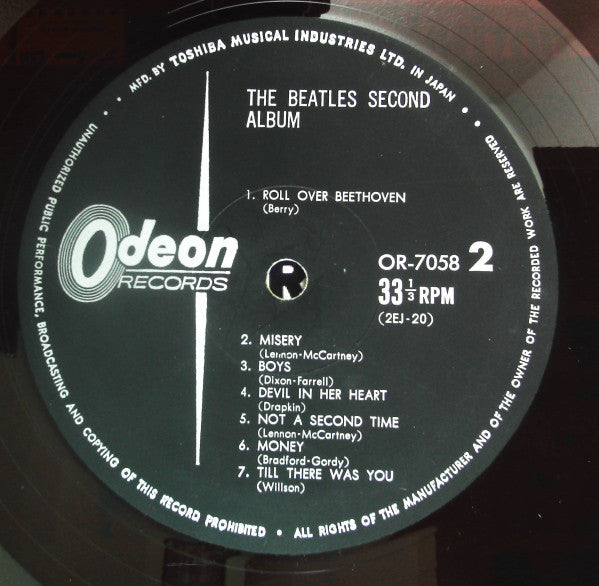 MFD. BY TOSHIBA MUSICAL INDUSTRIES LTD. IN JAPAN
THE BEATLES SECOND
ALBUM
1. ROLL OVER BEETHOVEN
(Berry)
Odeon
RECORDS
R
OR-7058 2
33 1/3 RPM
(2EJ-20)
2. MISERY
(Lennon-McCartney)
3. BOYS
(Dixon-Farrell)
4. DEVIL IN HER HEART
(Drapkin)
5. NOT A SECOND TIME
(Lennon-McCartney)
6. MONEY
(Bradford-Gordy)
7. TILL THERE WAS YOU
(Willson)
UNAUTHORIZED PUBLIC PERFORMANCE, BROADCASTING AND COPYING OF THIS RECORD PROHIBITED • ALL RIGHTS OF THE MANUFACTURER AND OF THE OWNER OF THE RECORDED WORK ARE RESERVED